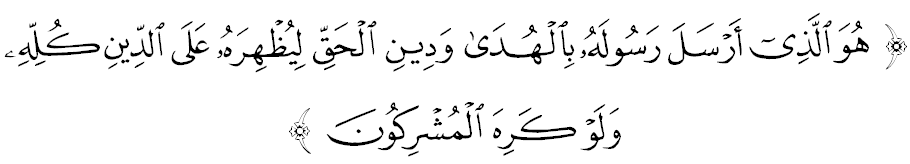 ﴿ هُوَ ٱلَّذِىٓ أَرْسَلَ رَسُولَهُۥ بِٱلْهُدَىٰ وَدِينِ ٱلْحَقِّ لِيُظْهِرَهُۥ عَلَى ٱلدِّينِ كُلِّهِۦ
وَلَوْ كَرِهَ ٱلْمُشْرِكُونَ ﴾